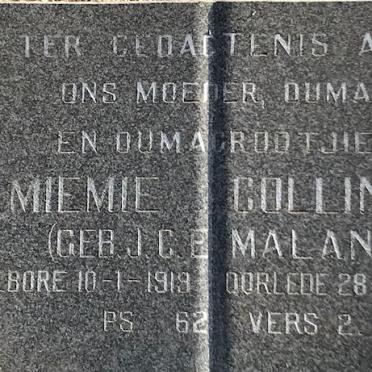 TER GEDAGTENIS A
ONS MOEDER, OUMA
EN OUMAGROOTJIE
MIEMIE COLLIN
(GEB. J.C.E. MALAN
BORE 10-1-1919 OORLEDE 28
PS 62 VERS 2